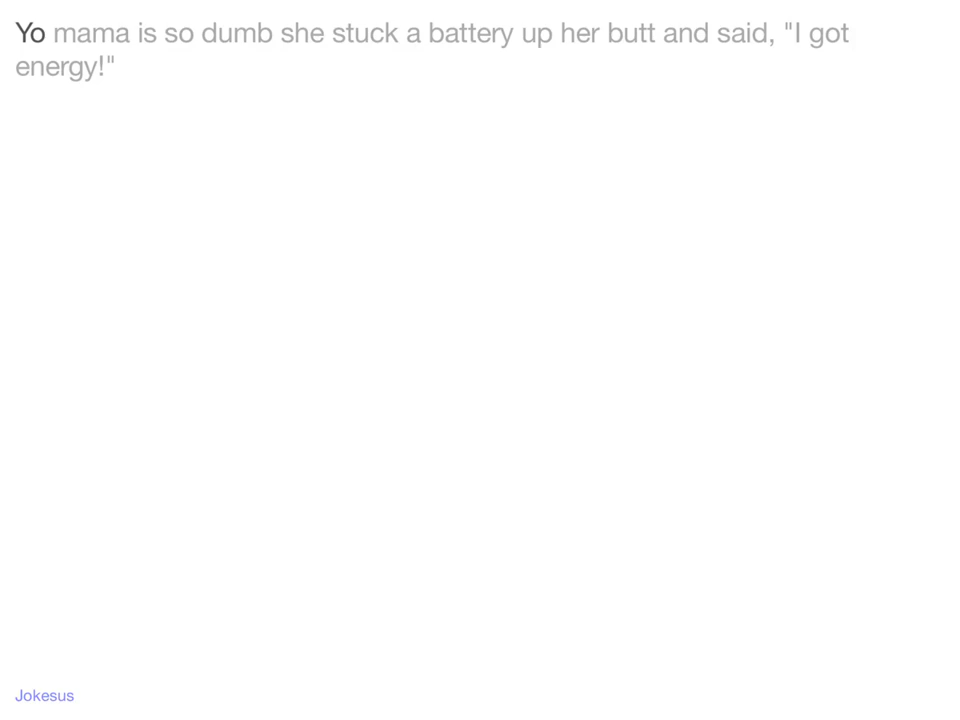 Yo mama is so dumb she stuck a battery up her butt and said, "I got
energy!"
Jokesus